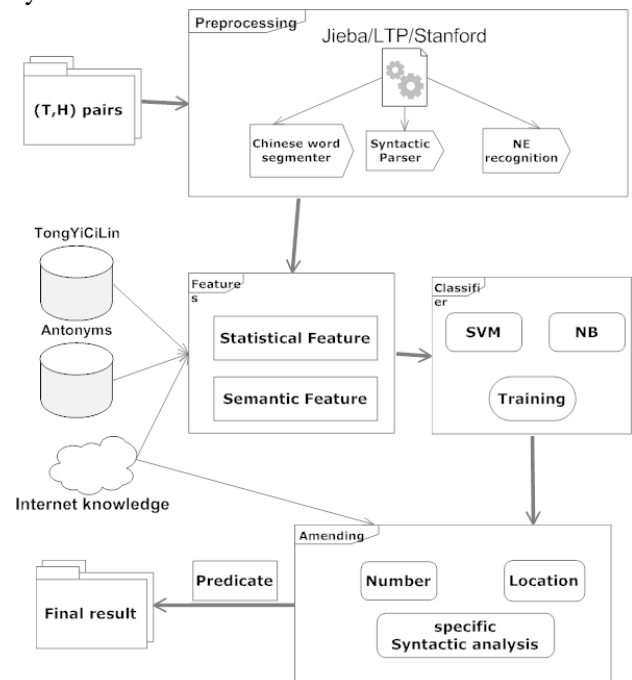 Preprocessing
Jieba/LTP/Stanford
(T,H) pairs
Chinese word
segmenter
Syntactic
Parser
NE
recognition
TongYiCiLin
Antonyms
Internet knowledge
Feature
s
Statistical Feature
Semantic Feature
Classifi
er
SVM
NB
Training
Amending
Number
Location
specific
Syntactic analysis
Predicate
Final result